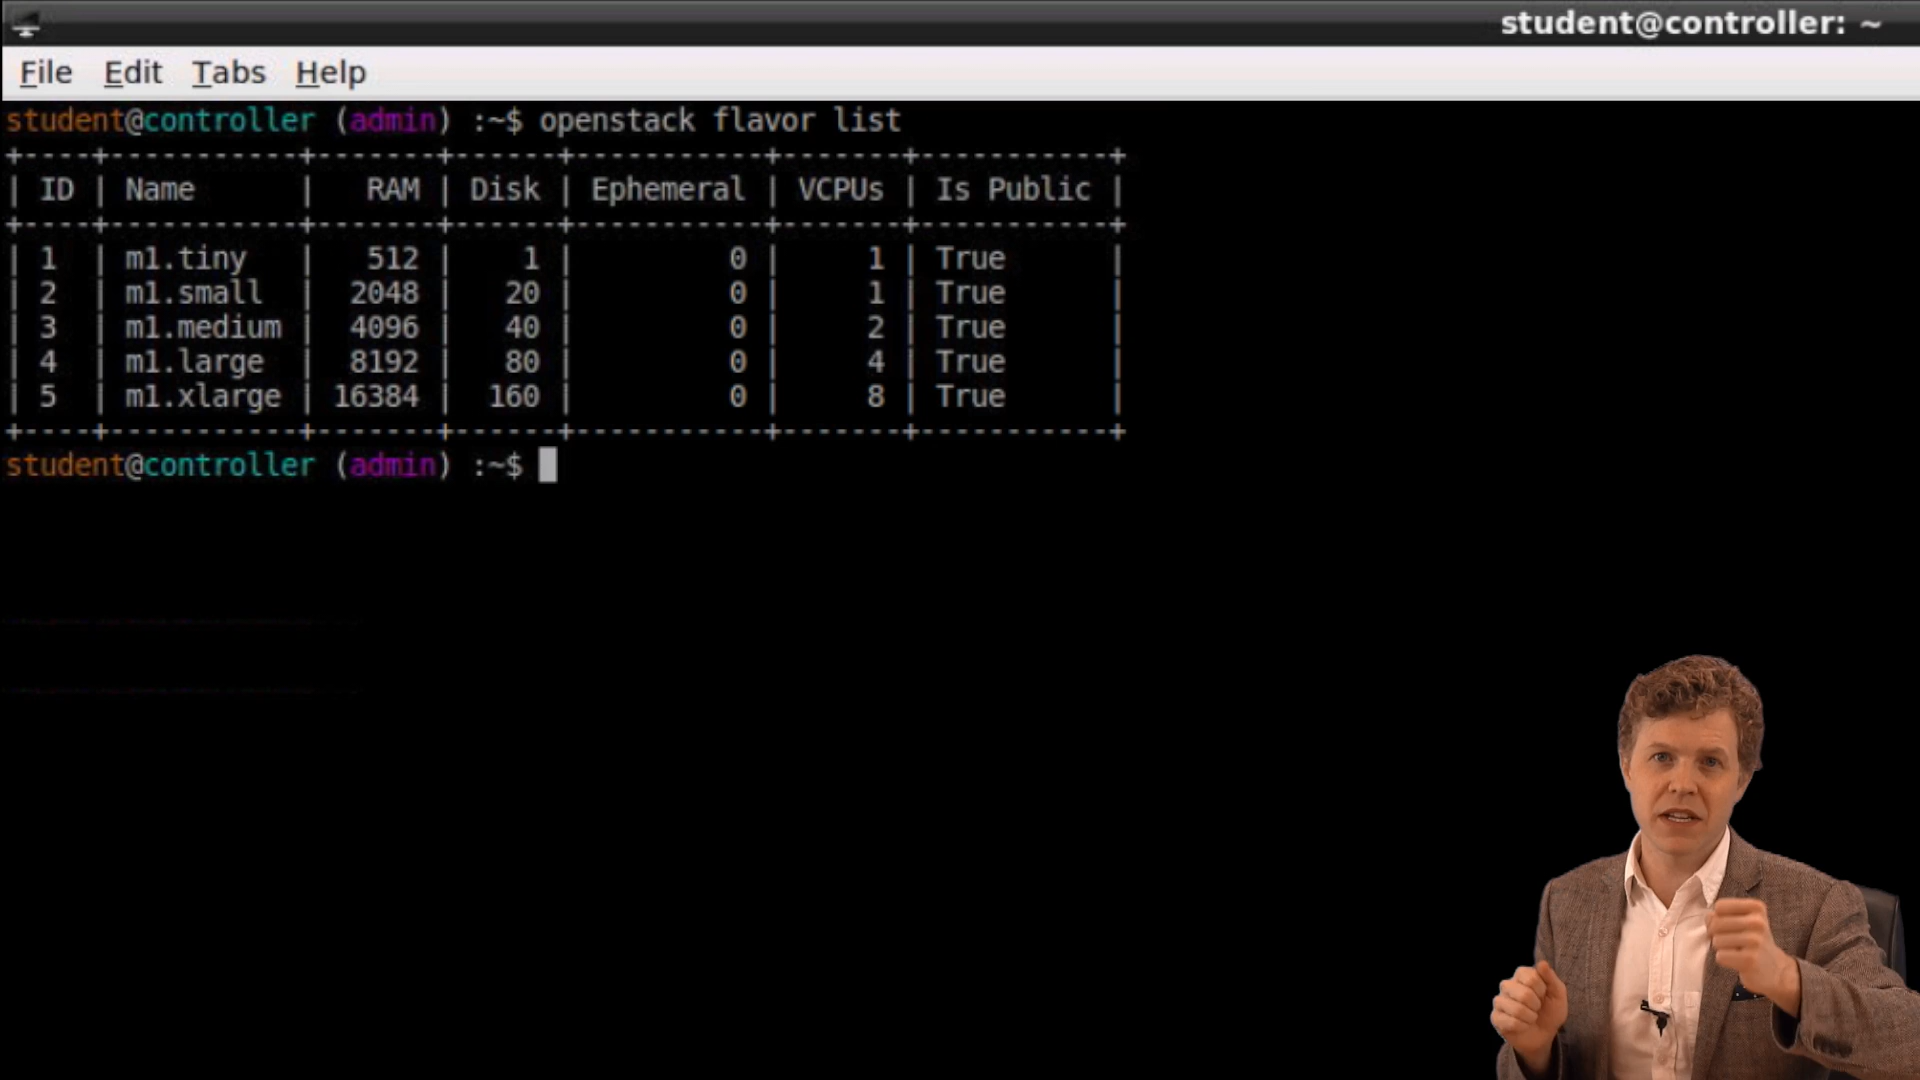 student@controller: ~
File Edit Tabs Help
student@controller (admin) :~$ openstack flavor list
+----+-----------+-------+------+-----------+-------+-----------+
| ID | Name      |   RAM | Disk | Ephemeral | VCPUs | Is Public |
+----+-----------+-------+------+-----------+-------+-----------+
| 1  | m1.tiny   |   512 |    1 |         0 |     1 | True      |
| 2  | m1.small  |  2048 |   20 |         0 |     1 | True      |
| 3  | m1.medium |  4096 |   40 |         0 |     2 | True      |
| 4  | m1.large  |  8192 |   80 |         0 |     4 | True      |
| 5  | m1.xlarge | 16384 |  160 |         0 |     8 | True      |
+----+-----------+-------+------+-----------+-------+-----------+
student@controller (admin) :~$